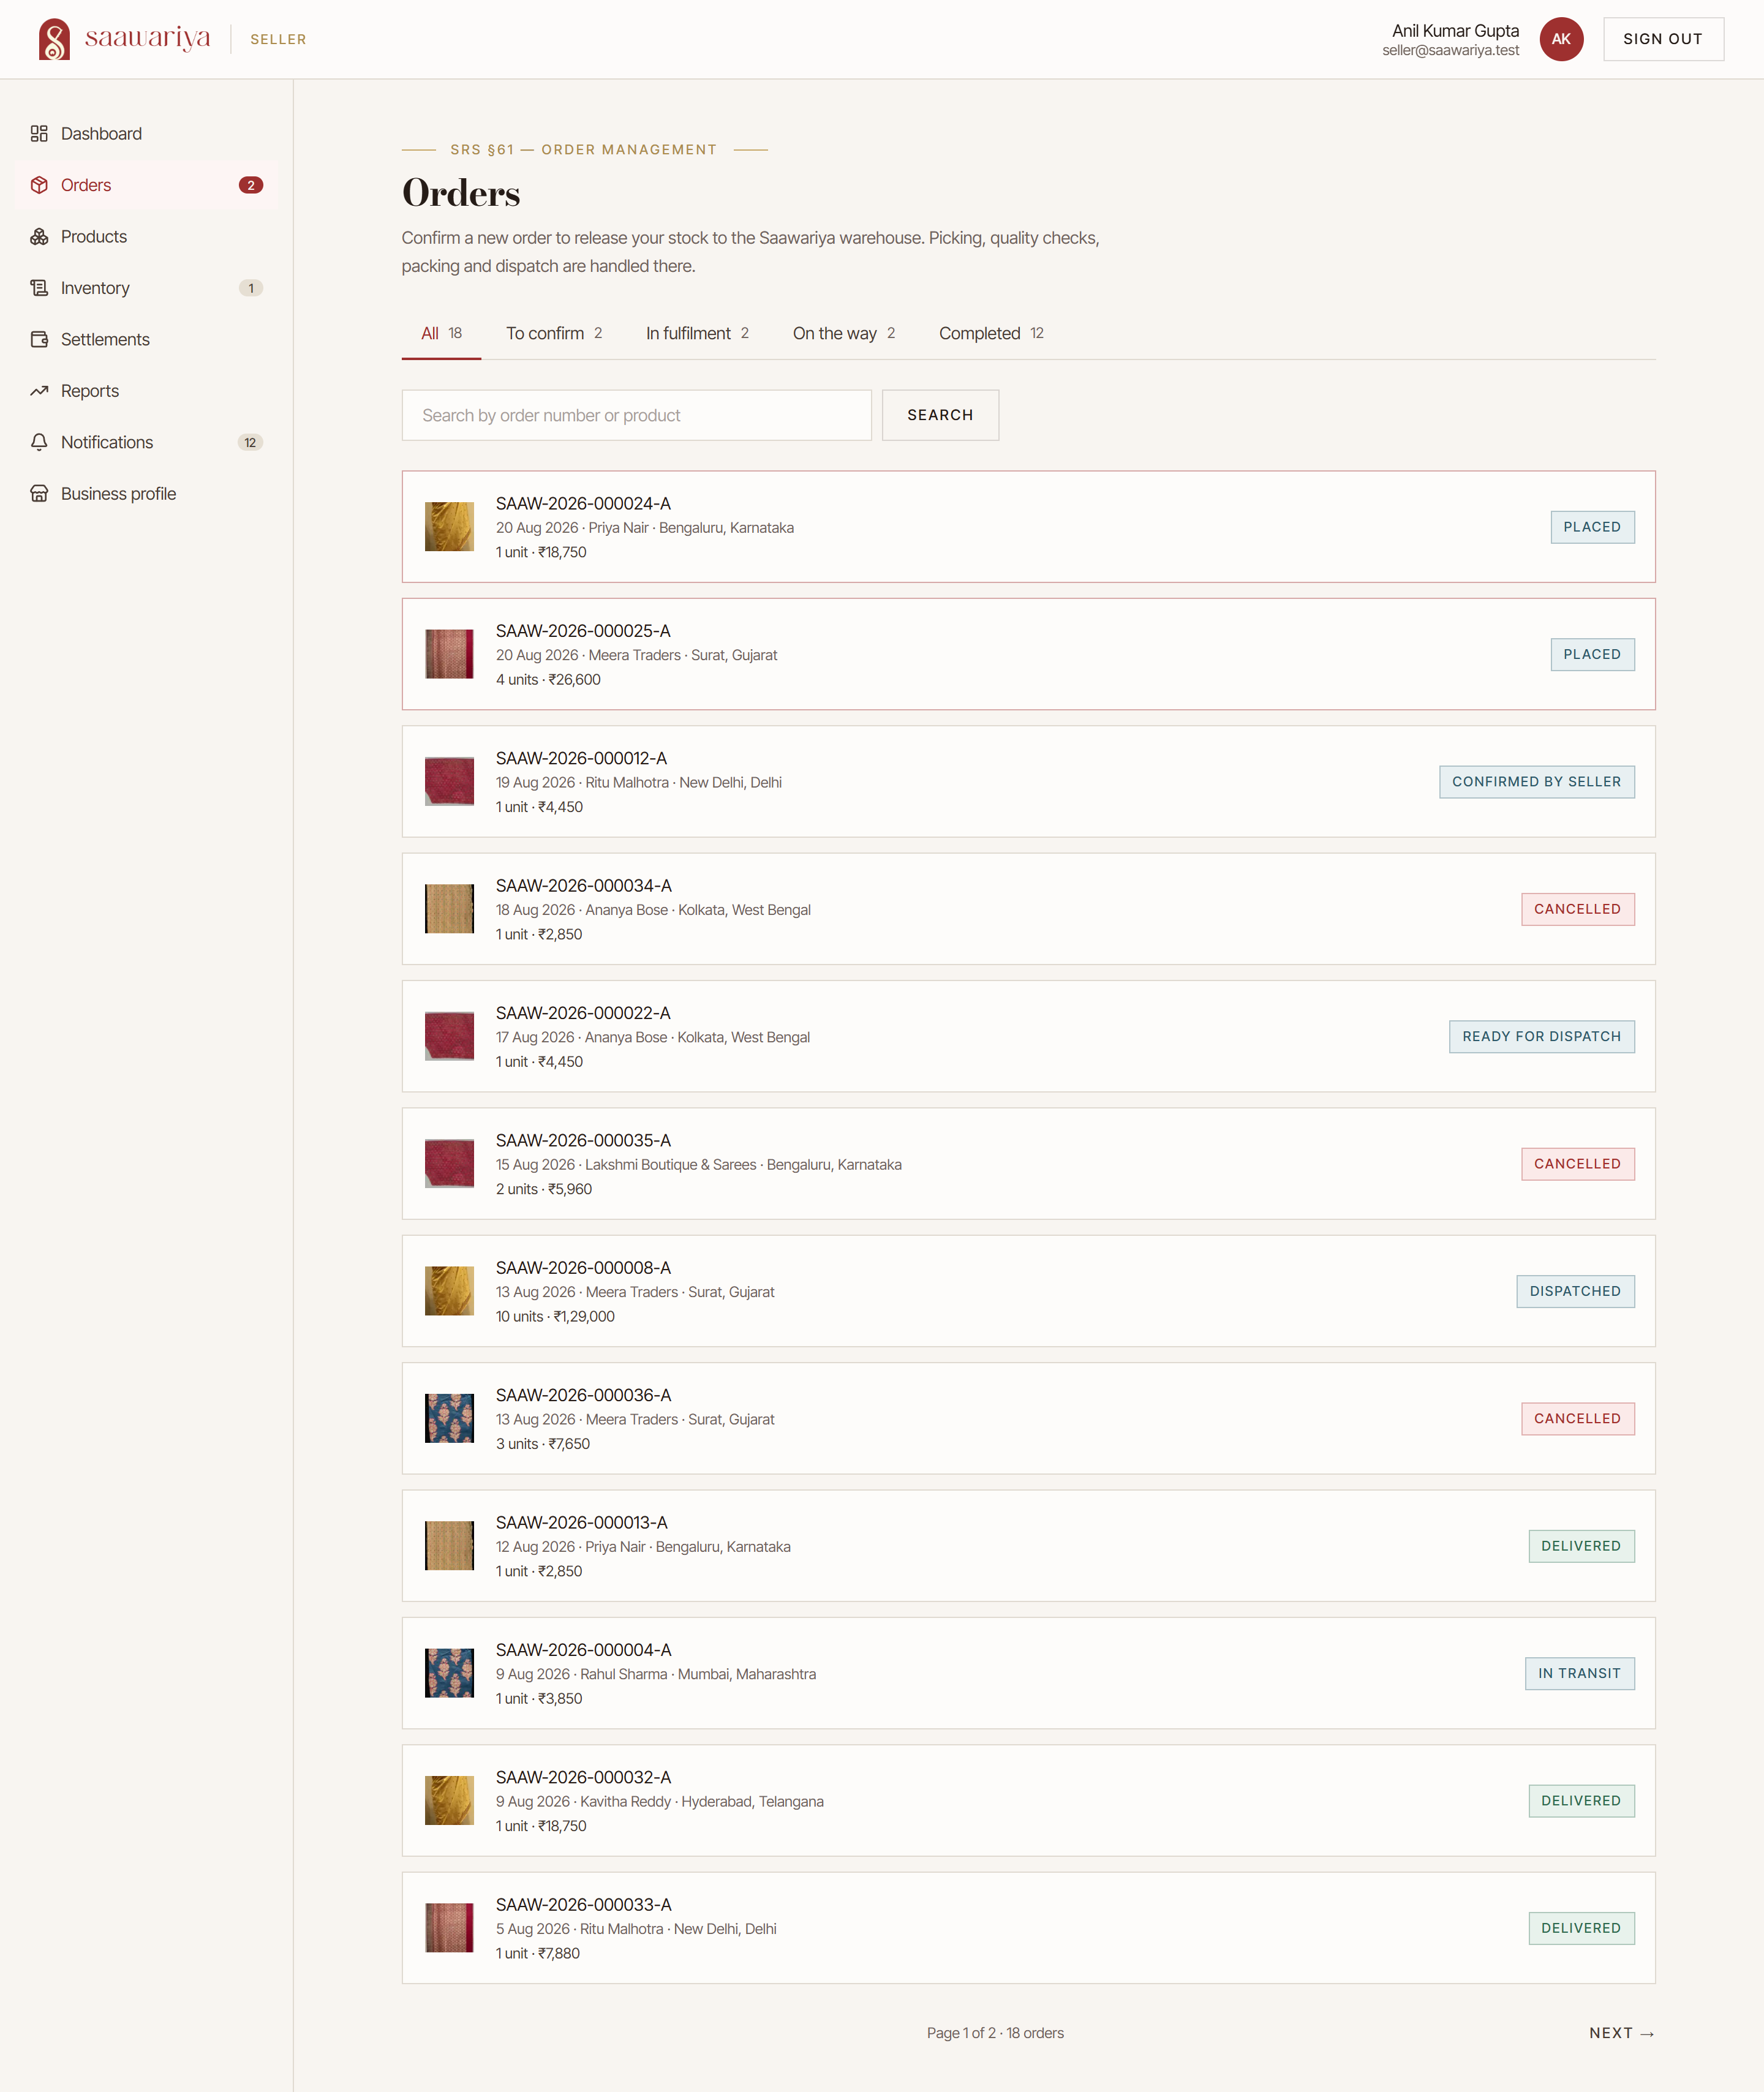 saawariya
SELLER
Anil Kumar Gupta
seller@saawariya.test
AK
SIGN OUT
Dashboard
Orders 2
Products
Inventory 1
Settlements
Reports
Notifications 12
Business profile
SRS §61 — ORDER MANAGEMENT
Orders
Confirm a new order to release your stock to the Saawariya warehouse. Picking, quality checks,
packing and dispatch are handled there.
All 18 To confirm 2 In fulfilment 2 On the way 2 Completed 12
Search by order number or product
SEARCH
SAAW-2026-000024-A
20 Aug 2026 · Priya Nair · Bengaluru, Karnataka
1 unit · ₹18,750
PLACED
SAAW-2026-000025-A
20 Aug 2026 · Meera Traders · Surat, Gujarat
4 units · ₹26,600
PLACED
SAAW-2026-000012-A
19 Aug 2026 · Ritu Malhotra · New Delhi, Delhi
1 unit · ₹4,450
CONFIRMED BY SELLER
SAAW-2026-000034-A
18 Aug 2026 · Ananya Bose · Kolkata, West Bengal
1 unit · ₹2,850
CANCELLED
SAAW-2026-000022-A
17 Aug 2026 · Ananya Bose · Kolkata, West Bengal
1 unit · ₹4,450
READY FOR DISPATCH
SAAW-2026-000035-A
15 Aug 2026 · Lakshmi Boutique & Sarees · Bengaluru, Karnataka
2 units · ₹5,960
CANCELLED
SAAW-2026-000008-A
13 Aug 2026 · Meera Traders · Surat, Gujarat
10 units · ₹1,29,000
DISPATCHED
SAAW-2026-000036-A
13 Aug 2026 · Meera Traders · Surat, Gujarat
3 units · ₹7,650
CANCELLED
SAAW-2026-000013-A
12 Aug 2026 · Priya Nair · Bengaluru, Karnataka
1 unit · ₹2,850
DELIVERED
SAAW-2026-000004-A
9 Aug 2026 · Rahul Sharma · Mumbai, Maharashtra
1 unit · ₹3,850
IN TRANSIT
SAAW-2026-000032-A
9 Aug 2026 · Kavitha Reddy · Hyderabad, Telangana
1 unit · ₹18,750
DELIVERED
SAAW-2026-000033-A
5 Aug 2026 · Ritu Malhotra · New Delhi, Delhi
1 unit · ₹7,880
DELIVERED
Page 1 of 2 · 18 orders
NEXT →